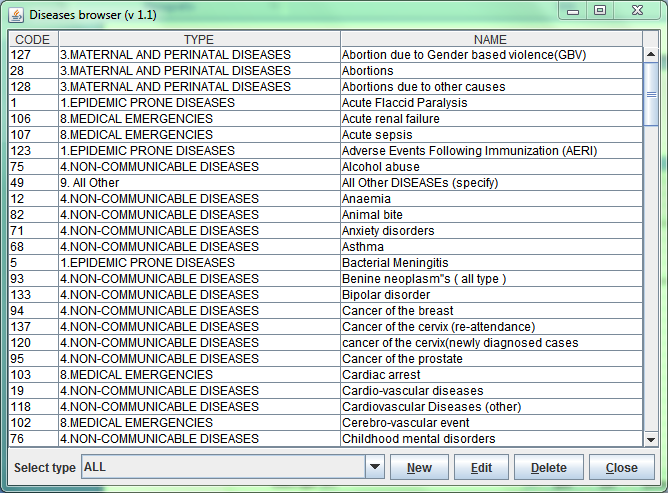 Diseases browser (v 1.1)
CODE TYPE NAME
127 3.MATERNAL AND PERINATAL DISEASES Abortion due to Gender based violence(GBV)
28 3.MATERNAL AND PERINATAL DISEASES Abortions
128 3.MATERNAL AND PERINATAL DISEASES Abortions due to other causes
1 1.EPIDEMIC PRONE DISEASES Acute Flaccid Paralysis
106 8.MEDICAL EMERGENCIES Acute renal failure
107 8.MEDICAL EMERGENCIES Acute sepsis
123 1.EPIDEMIC PRONE DISEASES Adverse Events Following Immunization (AERI)
75 4.NON-COMMUNICABLE DISEASES Alcohol abuse
49 9. All Other All Other DISEASEs (specify)
12 4.NON-COMMUNICABLE DISEASES Anaemia
82 4.NON-COMMUNICABLE DISEASES Animal bite
71 4.NON-COMMUNICABLE DISEASES Anxiety disorders
68 4.NON-COMMUNICABLE DISEASES Asthma
5 1.EPIDEMIC PRONE DISEASES Bacterial Meningitis
93 4.NON-COMMUNICABLE DISEASES Benine neoplasm"s ( all type )
133 4.NON-COMMUNICABLE DISEASES Bipolar disorder
94 4.NON-COMMUNICABLE DISEASES Cancer of the breast
137 4.NON-COMMUNICABLE DISEASES Cancer of the cervix (re-attendance)
120 4.NON-COMMUNICABLE DISEASES cancer of the cervix(newly diagnosed cases
95 4.NON-COMMUNICABLE DISEASES Cancer of the prostate
103 8.MEDICAL EMERGENCIES Cardiac arrest
19 4.NON-COMMUNICABLE DISEASES Cardio-vascular diseases
118 4.NON-COMMUNICABLE DISEASES Cardiovascular Diseases (other)
102 8.MEDICAL EMERGENCIES Cerebro-vascular event
76 4.NON-COMMUNICABLE DISEASES Childhood mental disorders
Select type ALL New Edit Delete Close